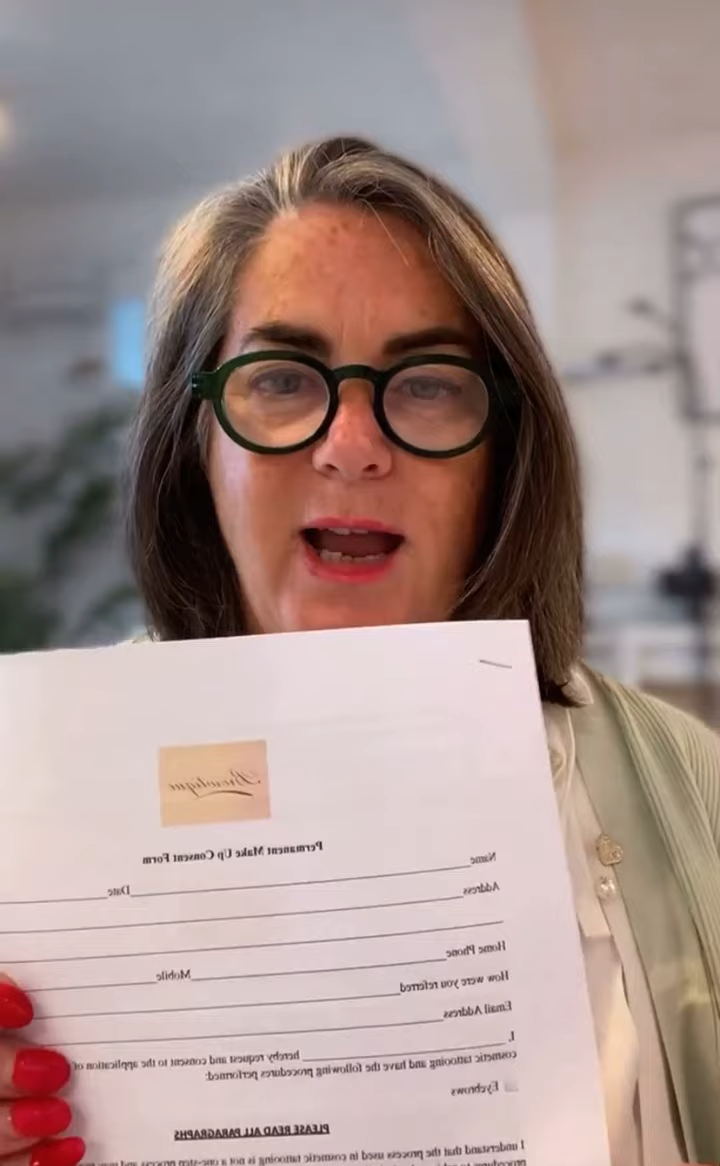 Browtique
Permanent Make Up Consent Form
Name
Date
Address
Home Phone Mobile
How were you referred
Email Address
I, hereby request and consent to the application of
cosmetic tattooing and have the following procedures performed:
Eyebrows
PLEASE READ ALL PARAGRAPHS
I understand that the process used in cosmetic tattooing is not a one-step process and